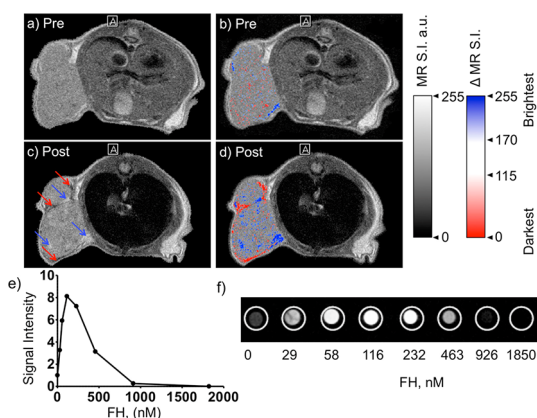 a) Pre
A
b) Pre
c) Post
A
d) Post
MR S.I. a.u.
255
0
Δ MR S.I.
255
170
115
0
Brightest
Darkest
e)
Signal Intensity
10
8
6
4
2
0
0 500 1000 1500 2000
FH, (nM)
f)
0 29 58 116 232 463 926 1850
FH, nM